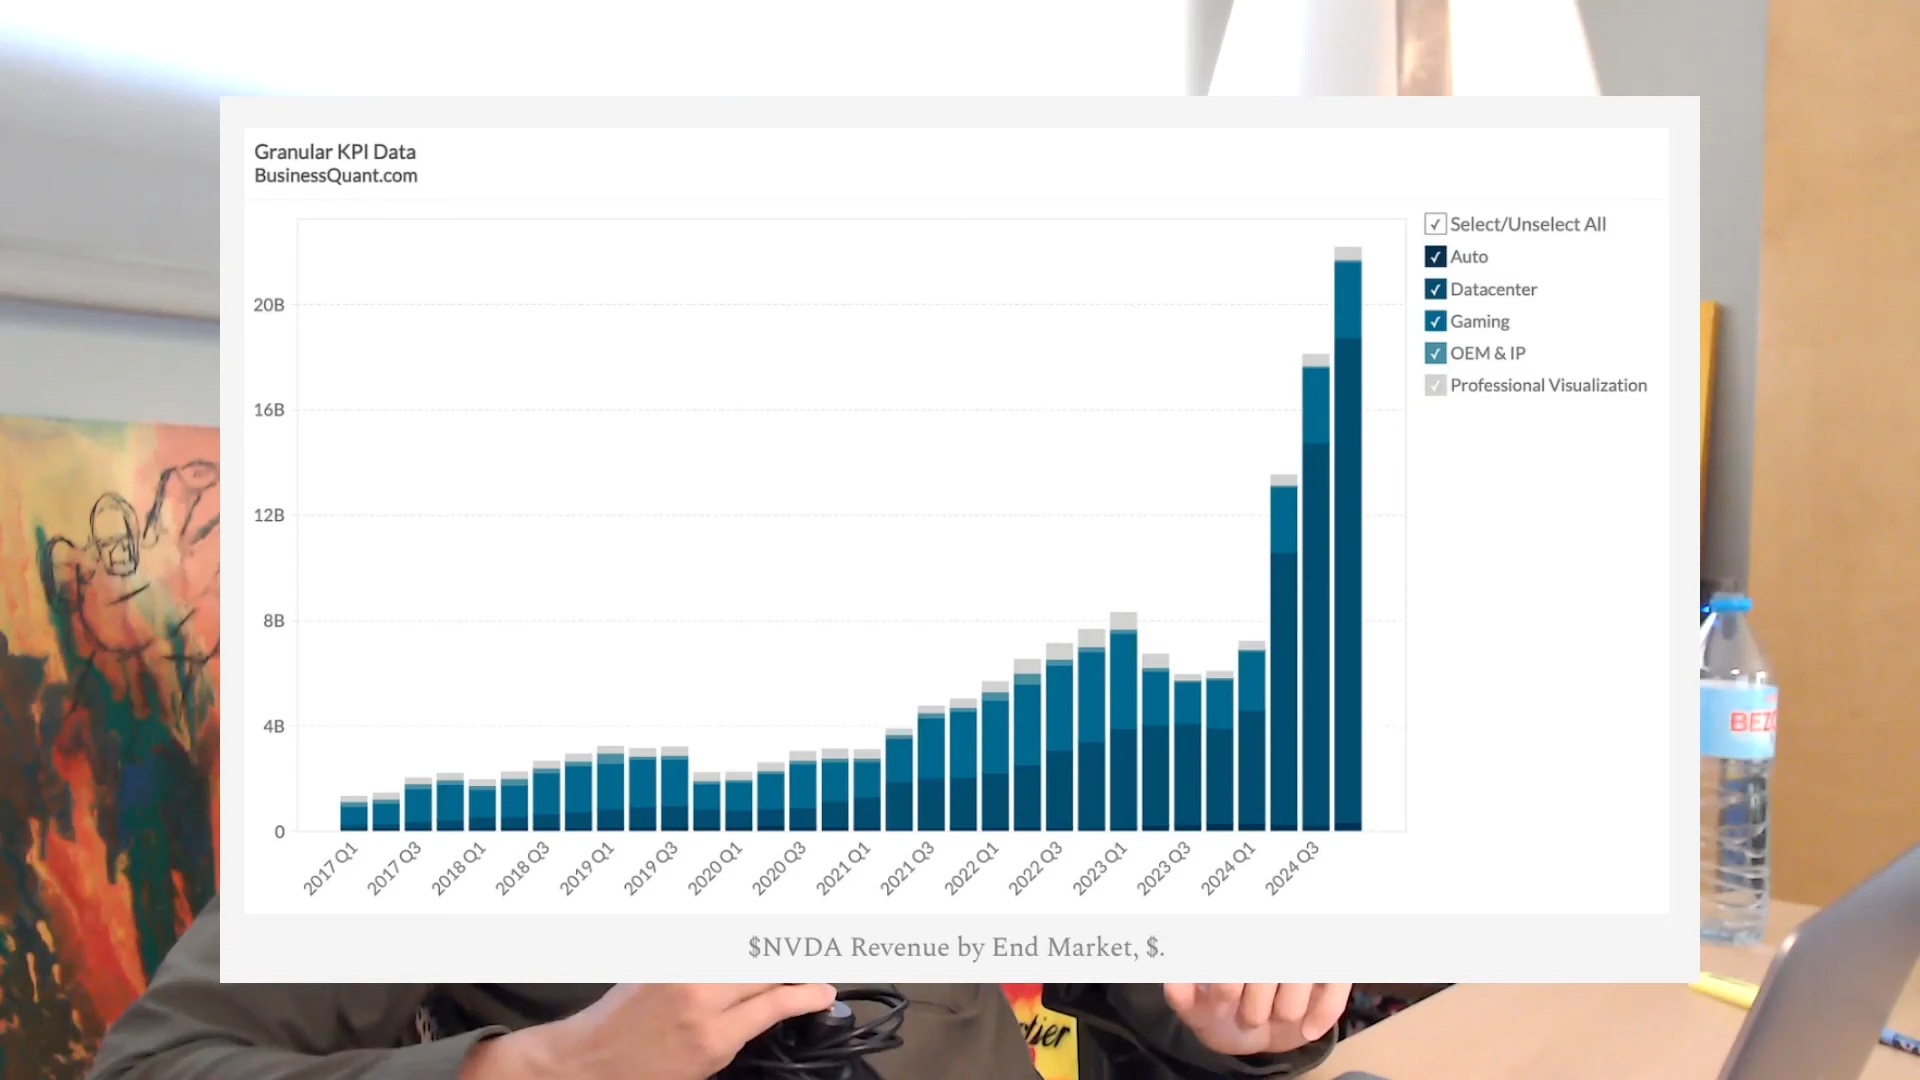 Granular KPI Data
BusinessQuant.com
Select/Unselect All
Auto
Datacenter
Gaming
OEM & IP
Professional Visualization
20B
16B
12B
8B
4B
0
2017 Q1
2017 Q3
2018 Q1
2018 Q3
2019 Q1
2019 Q3
2020 Q1
2020 Q3
2021 Q1
2021 Q3
2022 Q1
2022 Q3
2023 Q1
2023 Q3
2024 Q1
2024 Q3
$NVDA Revenue by End Market, $.
BEZO